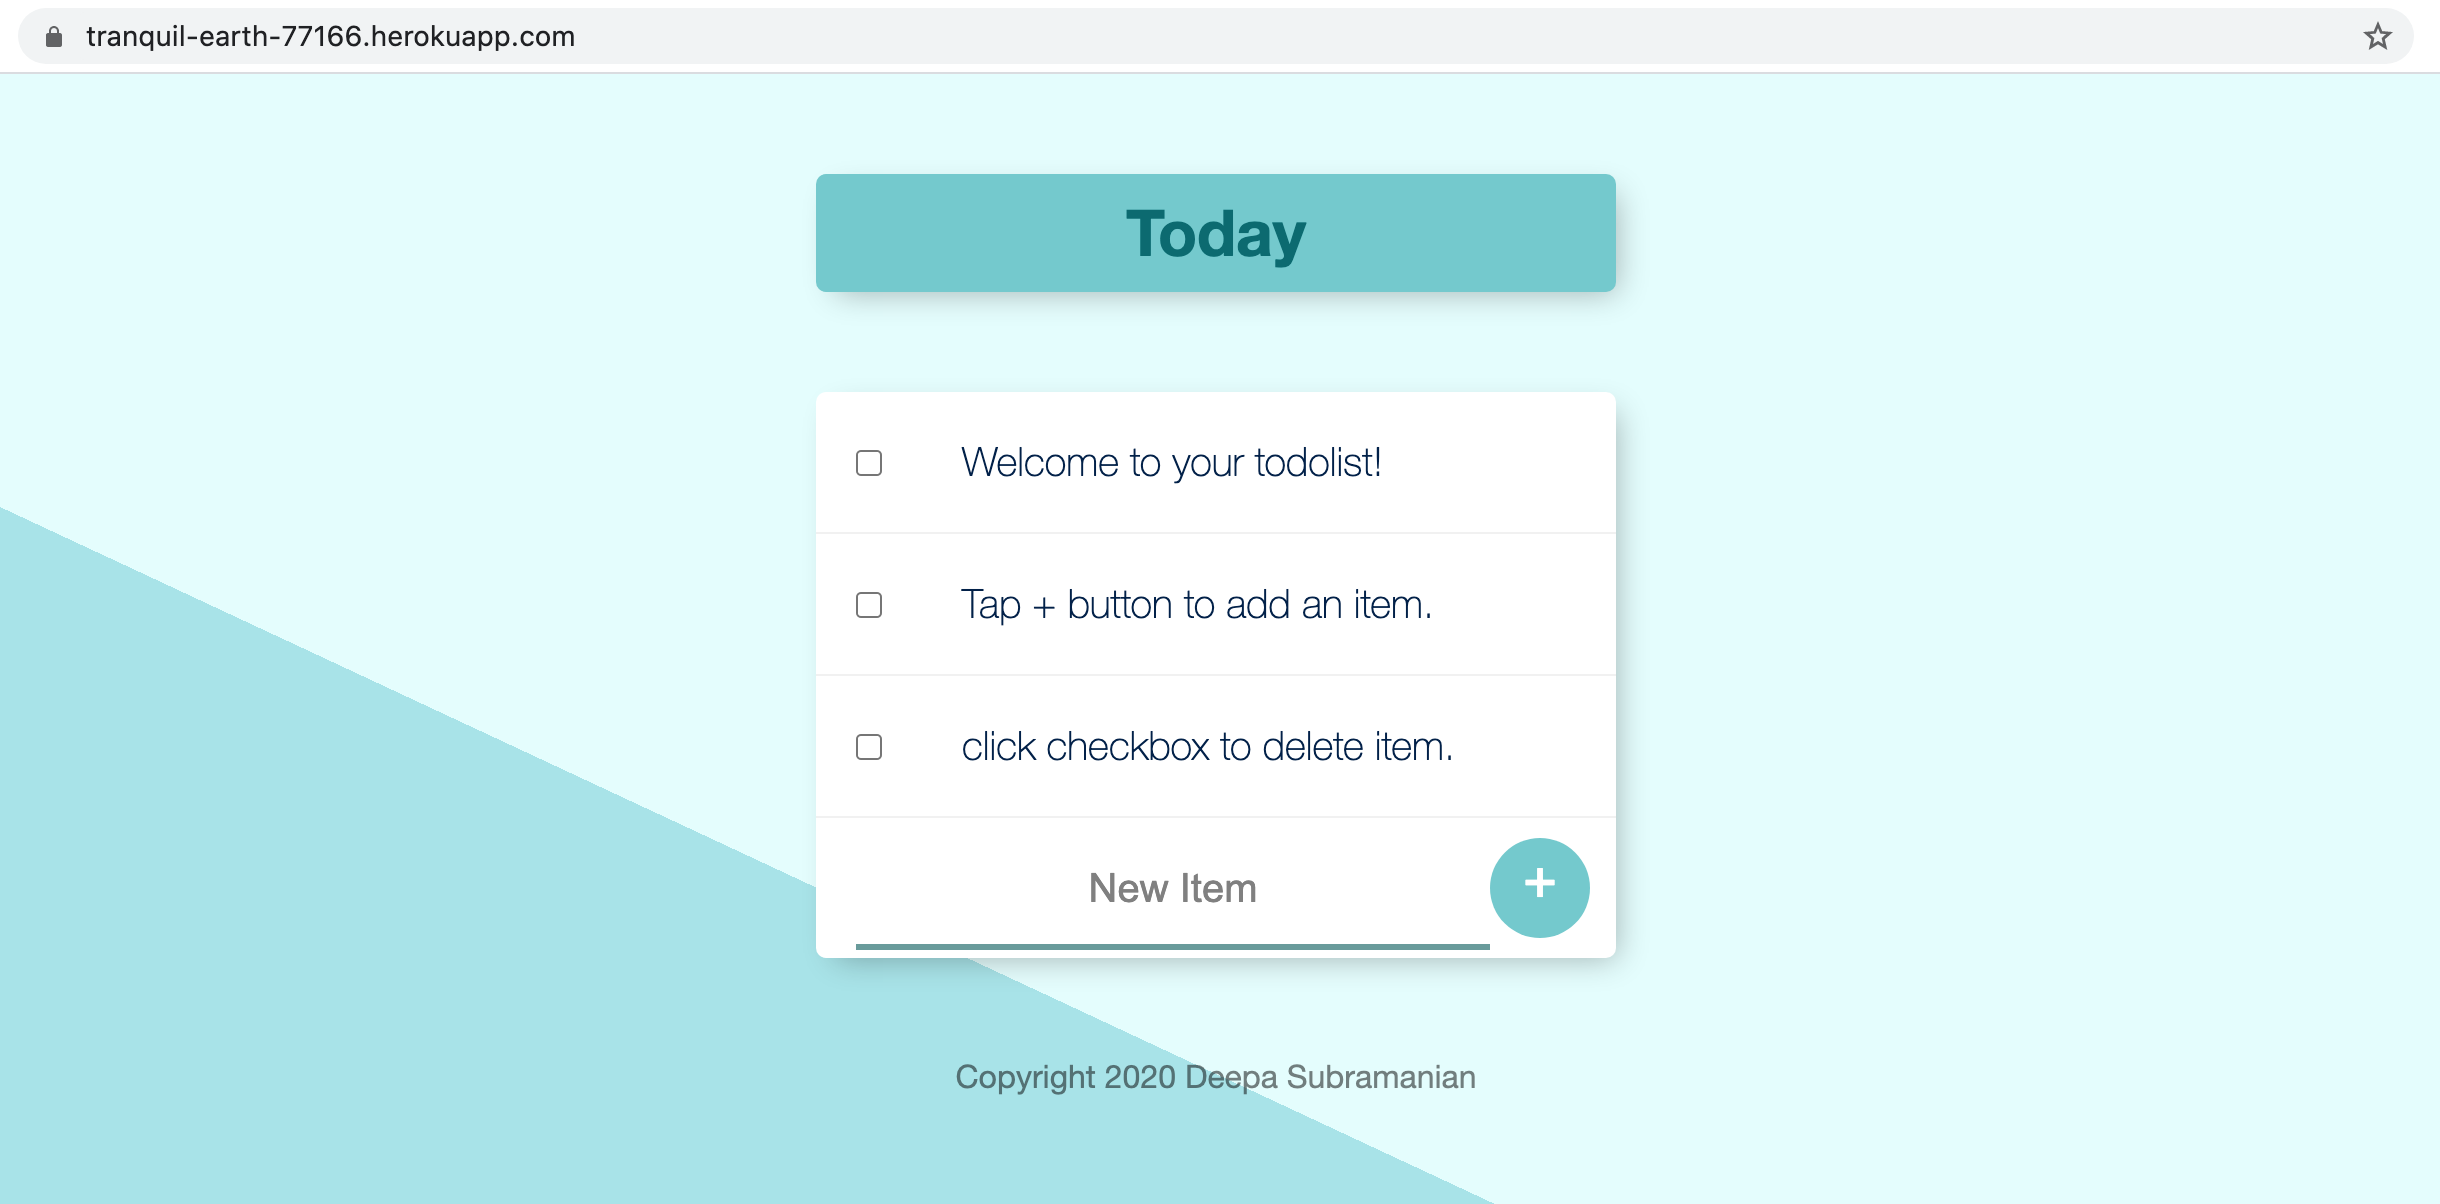 tranquil-earth-77166.herokuapp.com
Today
Welcome to your todolist!
Tap + button to add an item.
click checkbox to delete item.
New Item
+
Copyright 2020 Deepa Subramanian